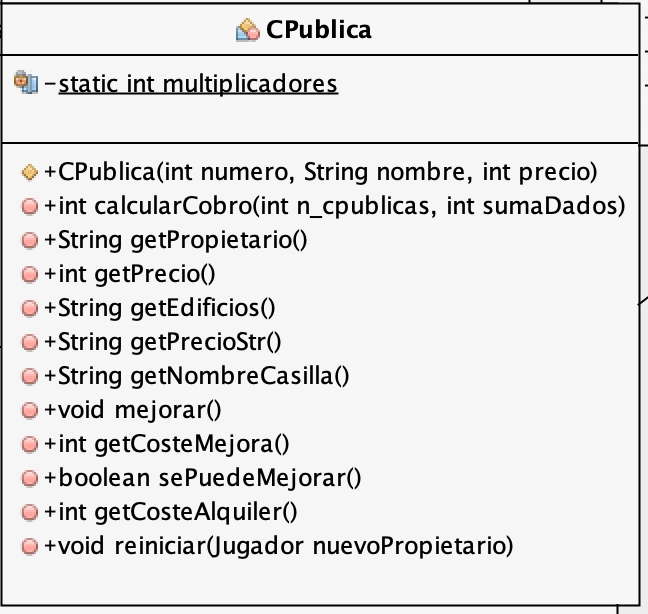 CPublica
-static int multiplicadores
+CPublica(int numero, String nombre, int precio)
+int calcularCobro(int n_cpublicas, int sumaDados)
+String getPropietario()
+int getPrecio()
+String getEdificios()
+String getPrecioStr()
+String getNombreCasilla()
+void mejorar()
+int getCosteMejora()
+boolean sePuedeMejorar()
+int getCosteAlquiler()
+void reiniciar(Jugador nuevoPropietario)